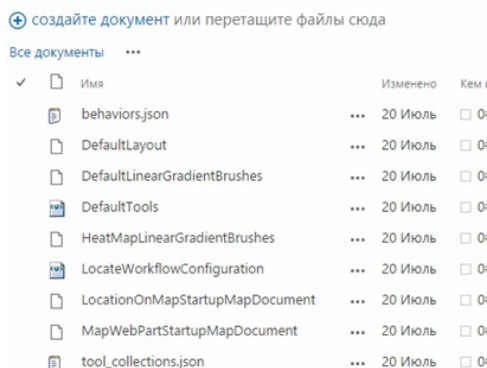 создайте документ или перетащите файлы сюда
Все документы •••
Имя Изменено Кем
behaviors.json ••• 20 Июль
DefaultLayout ••• 20 Июль
DefaultLinearGradientBrushes ••• 20 Июль
DefaultTools ••• 20 Июль
HeatMapLinearGradientBrushes ••• 20 Июль
LocateWorkflowConfiguration ••• 20 Июль
LocationOnMapStartupMapDocument ••• 20 Июль
MapWebPartStartupMapDocument ••• 20 Июль
tool_collections.json ••• 20 Июль